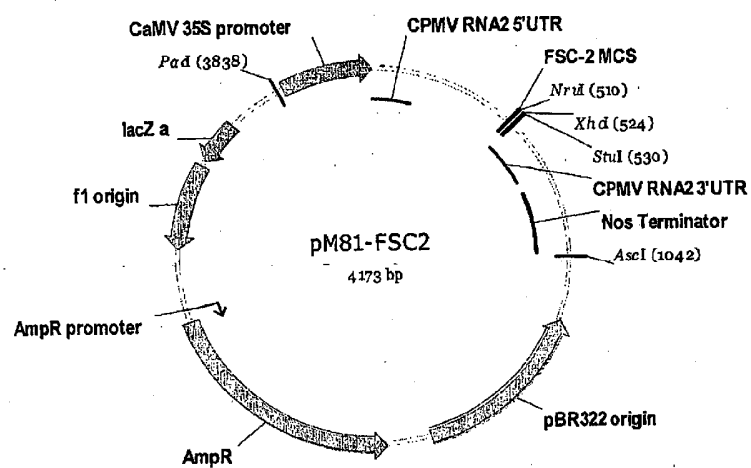 CaMV 35S promoter
CPMV RNA2 5'UTR
PacI (3838)
FSC-2 MCS
NruI (510)
XhoI (524)
StuI (530)
lacZ a
CPMV RNA2 3'UTR
f1 origin
Nos Terminator
pM81-FSC2
AscI (1042)
4173 bp
AmpR promoter
pBR322 origin
AmpR